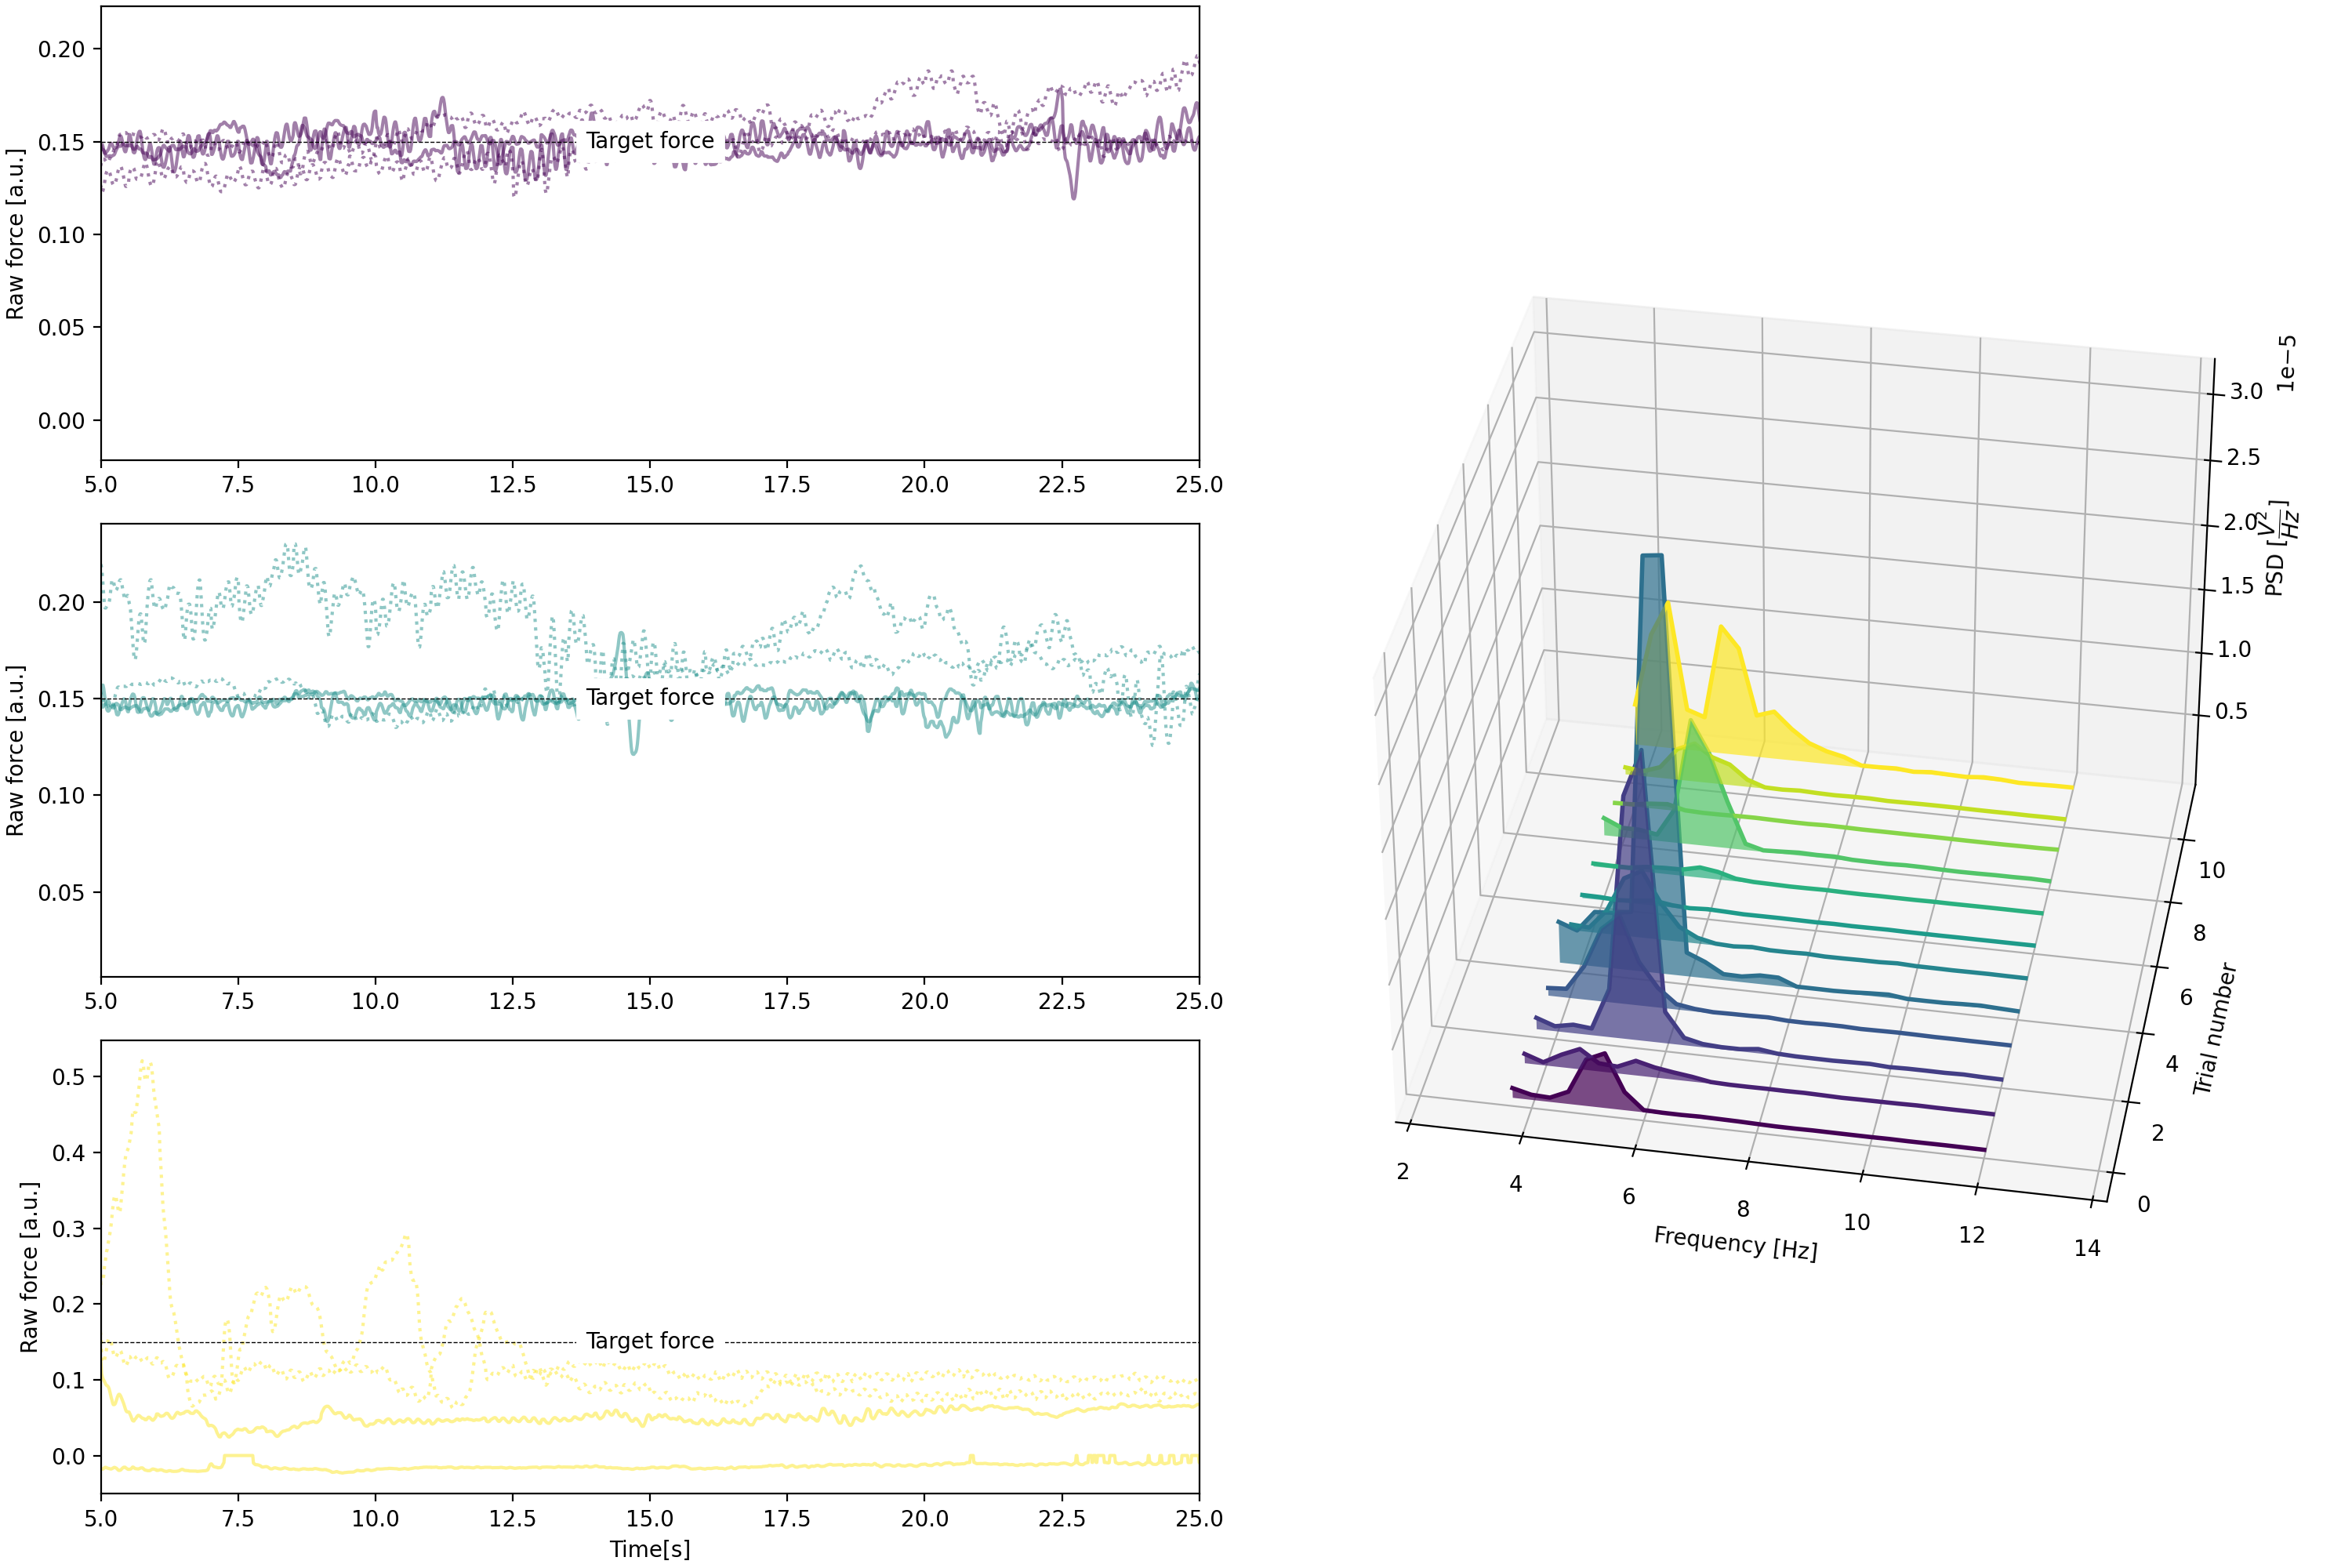 0.20
0.15
0.10
0.05
0.00
Raw force [a.u.]
Target force
5.0 7.5 10.0 12.5 15.0 17.5 20.0 22.5 25.0
0.20
0.15
0.10
0.05
Raw force [a.u.]
Target force
5.0 7.5 10.0 12.5 15.0 17.5 20.0 22.5 25.0
0.5
0.4
0.3
0.2
0.1
0.0
Raw force [a.u.]
Target force
5.0 7.5 10.0 12.5 15.0 17.5 20.0 22.5 25.0
Time[s]
1e−5
3.0
2.5
2.0
1.5
1.0
0.5
PSD [V²/Hz]
10
8
6
4
2
0
Trial number
2 4 6 8 10 12 14
Frequency [Hz]